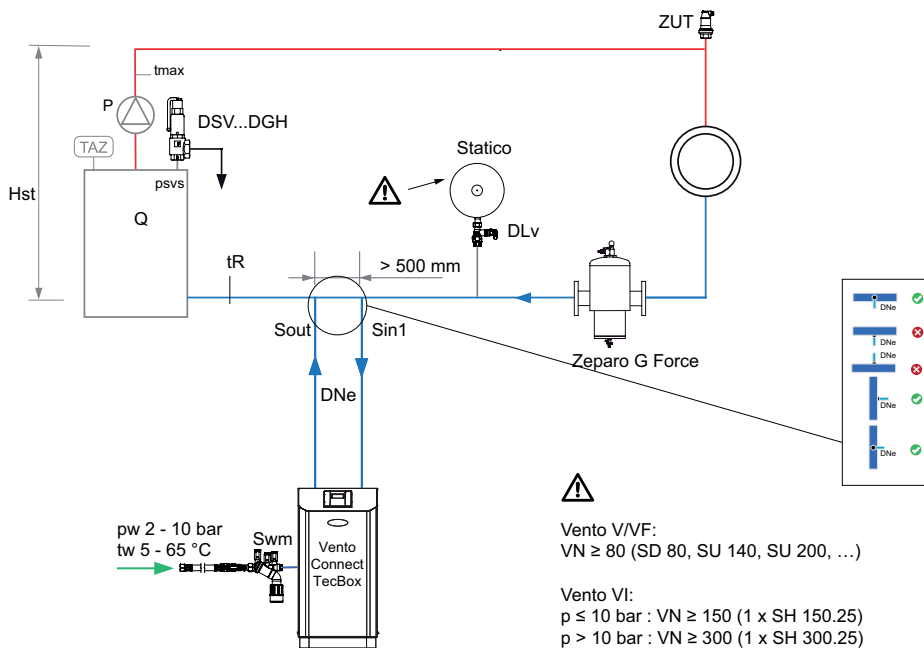 ZUT
tmax
P
DSV...DGH
TAZ
Statico
psvs
Hst
Q
DLv
tR
> 500 mm
DNe
DNe
DNe
DNe
DNe
Sout
Sin1
Zeparo G Force
DNe
pw 2 - 10 bar
tw 5 - 65 °C
Swm
Vento
Connect
TecBox
Vento V/VF:
VN ≥ 80 (SD 80, SU 140, SU 200, …)
Vento VI:
p ≤ 10 bar : VN ≥ 150 (1 x SH 150.25)
p > 10 bar : VN ≥ 300 (1 x SH 300.25)